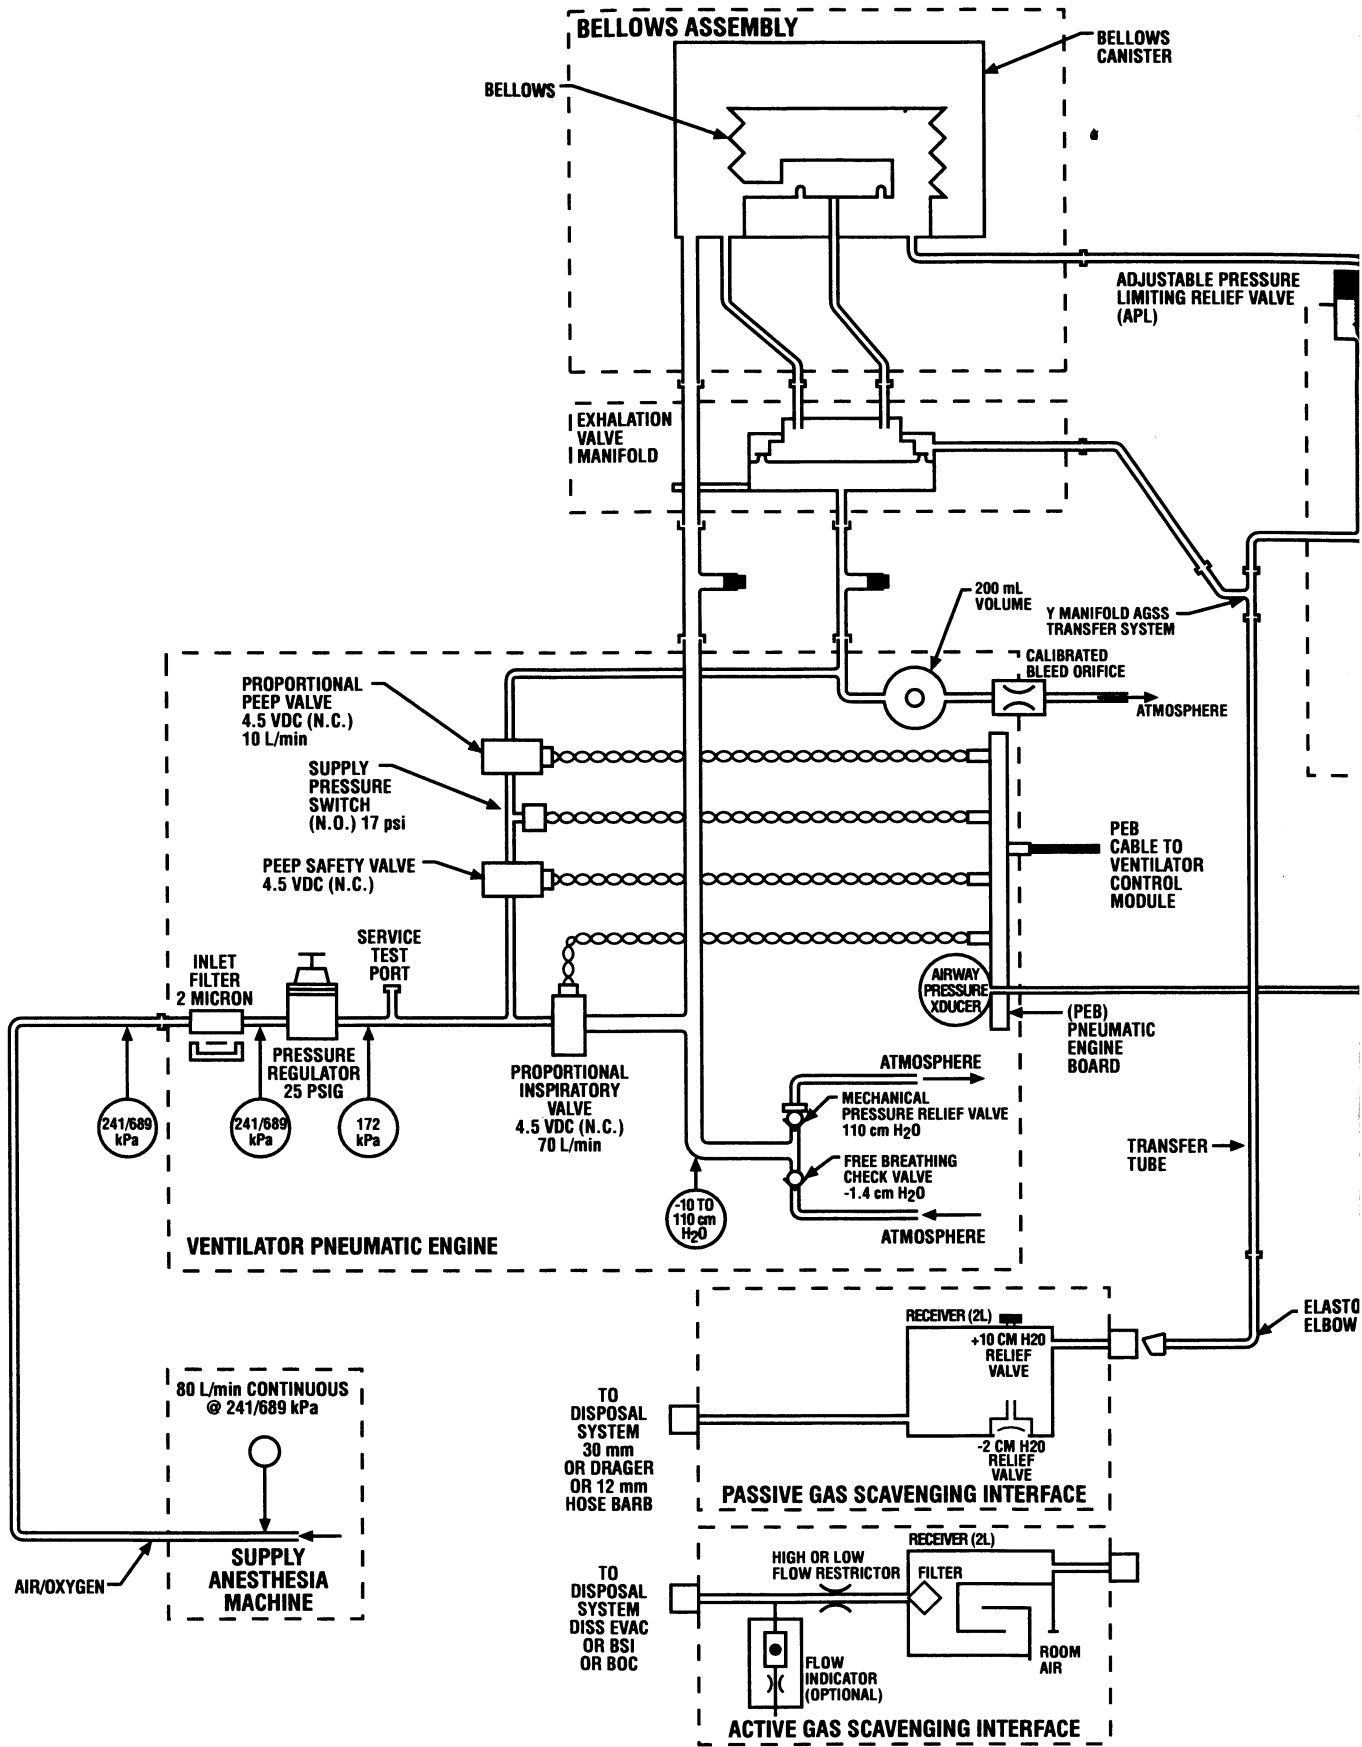 BELLOWS ASSEMBLY
BELLOWS
CANISTER
BELLOWS
ADJUSTABLE PRESSURE
LIMITING RELIEF VALVE
(APL)
EXHALATION
VALVE
MANIFOLD
200 mL
VOLUME
Y MANIFOLD AGSS
TRANSFER SYSTEM
CALIBRATED
BLEED ORIFICE
ATMOSPHERE
PROPORTIONAL
PEEP VALVE
4.5 VDC (N.C.)
10 L/min
SUPPLY
PRESSURE
SWITCH
(N.O.) 17 psi
PEEP SAFETY VALVE
4.5 VDC (N.C.)
PEB
CABLE TO
VENTILATOR
CONTROL
MODULE
SERVICE
TEST
PORT
INLET
FILTER
2 MICRON
AIRWAY
PRESSURE
XDUCER
(PEB)
PNEUMATIC
ENGINE
BOARD
PRESSURE
REGULATOR
25 PSIG
PROPORTIONAL
INSPIRATORY
VALVE
4.5 VDC (N.C.)
70 L/min
241/689
kPa
241/689
kPa
172
kPa
ATMOSPHERE
MECHANICAL
PRESSURE RELIEF VALVE
110 cm H2O
FREE BREATHING
CHECK VALVE
-1.4 cm H2O
ATMOSPHERE
-10 TO
110 cm
H2O
TRANSFER
TUBE
VENTILATOR PNEUMATIC ENGINE
ELASTO
ELBOW
RECEIVER (2L)
+10 CM H20
RELIEF
VALVE
-2 CM H20
RELIEF
VALVE
TO
DISPOSAL
SYSTEM
30 mm
OR DRAGER
OR 12 mm
HOSE BARB
PASSIVE GAS SCAVENGING INTERFACE
80 L/min CONTINUOUS
@ 241/689 kPa
SUPPLY
ANESTHESIA
MACHINE
AIR/OXYGEN
RECEIVER (2L)
HIGH OR LOW
FLOW RESTRICTOR
FILTER
TO
DISPOSAL
SYSTEM
DISS EVAC
OR BSI
OR BOC
ROOM
AIR
FLOW
INDICATOR
(OPTIONAL)
ACTIVE GAS SCAVENGING INTERFACE